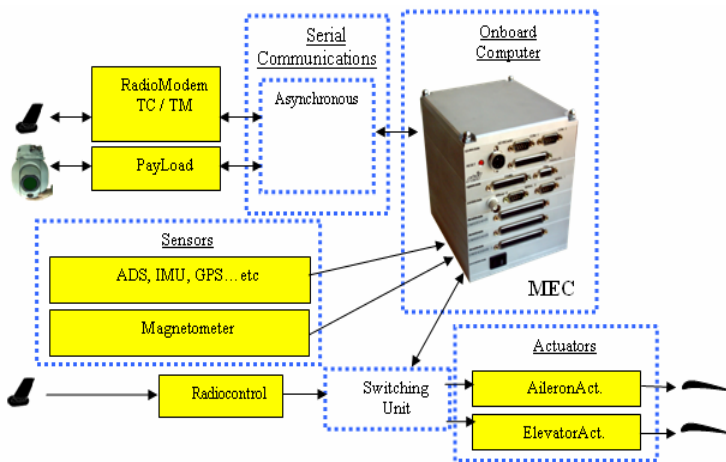 Serial
Communications
Asynchronous
Onboard
Computer
RadioModem
TC / TM
PayLoad
MEC
Sensors
ADS, IMU, GPS…etc
Magnetometer
Radiocontrol
Switching
Unit
Actuators
AileronAct.
ElevatorAct.